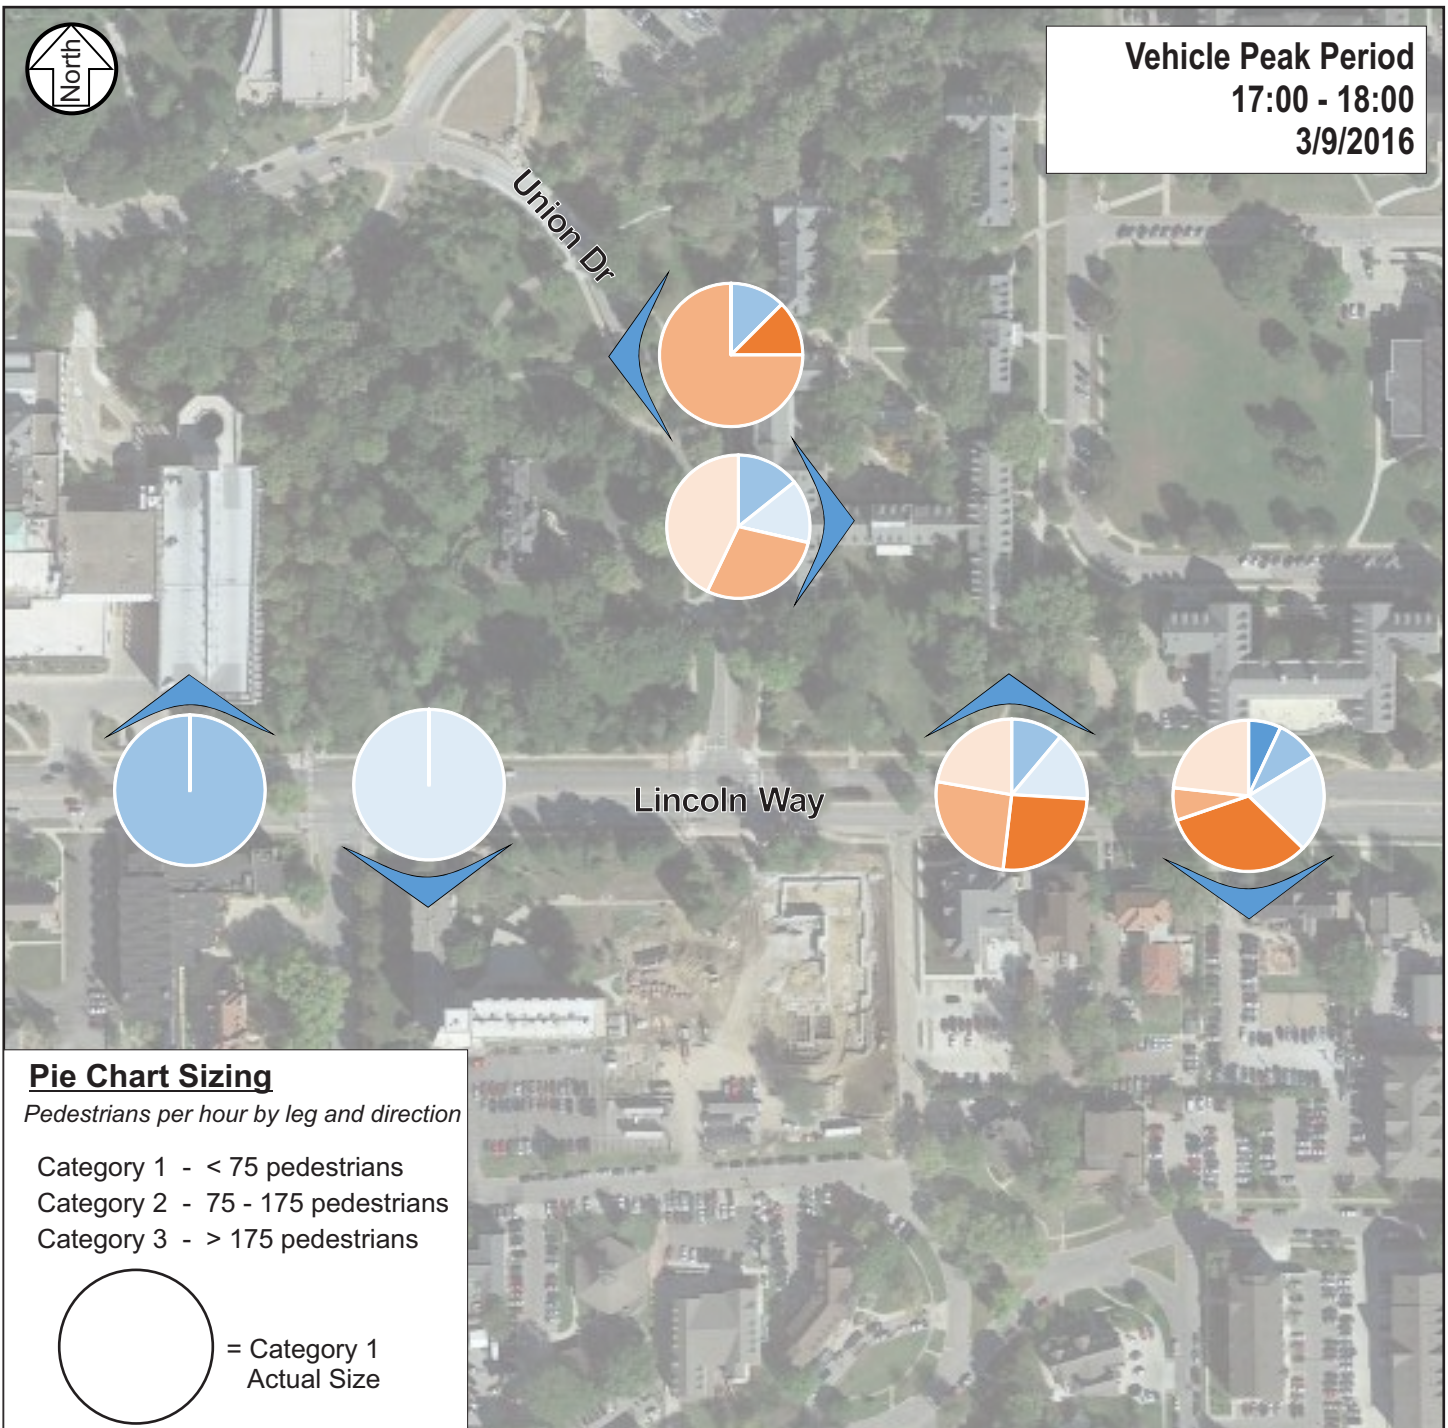 North
Vehicle Peak Period
17:00 - 18:00
3/9/2016
Union Dr
Lincoln Way
Pie Chart Sizing
Pedestrians per hour by leg and direction
Category 1 - < 75 pedestrians
Category 2 - 75 - 175 pedestrians
Category 3 - > 175 pedestrians
= Category 1
Actual Size